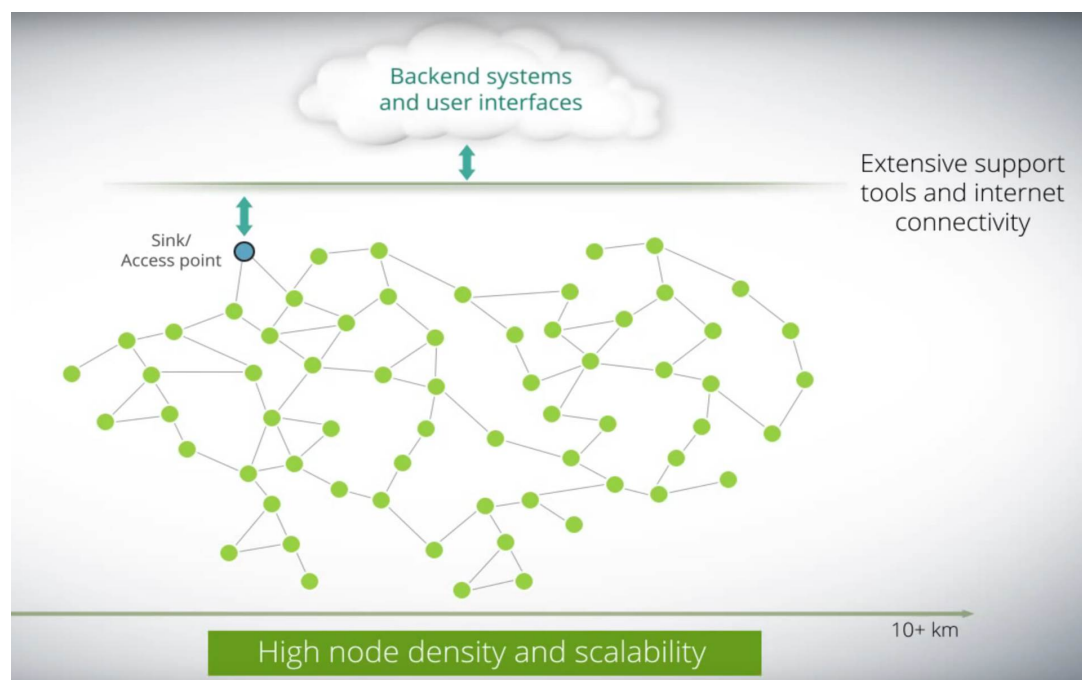 Backend systems
and user interfaces
Extensive support
tools and internet
connectivity
Sink/
Access point
10+ km
High node density and scalability